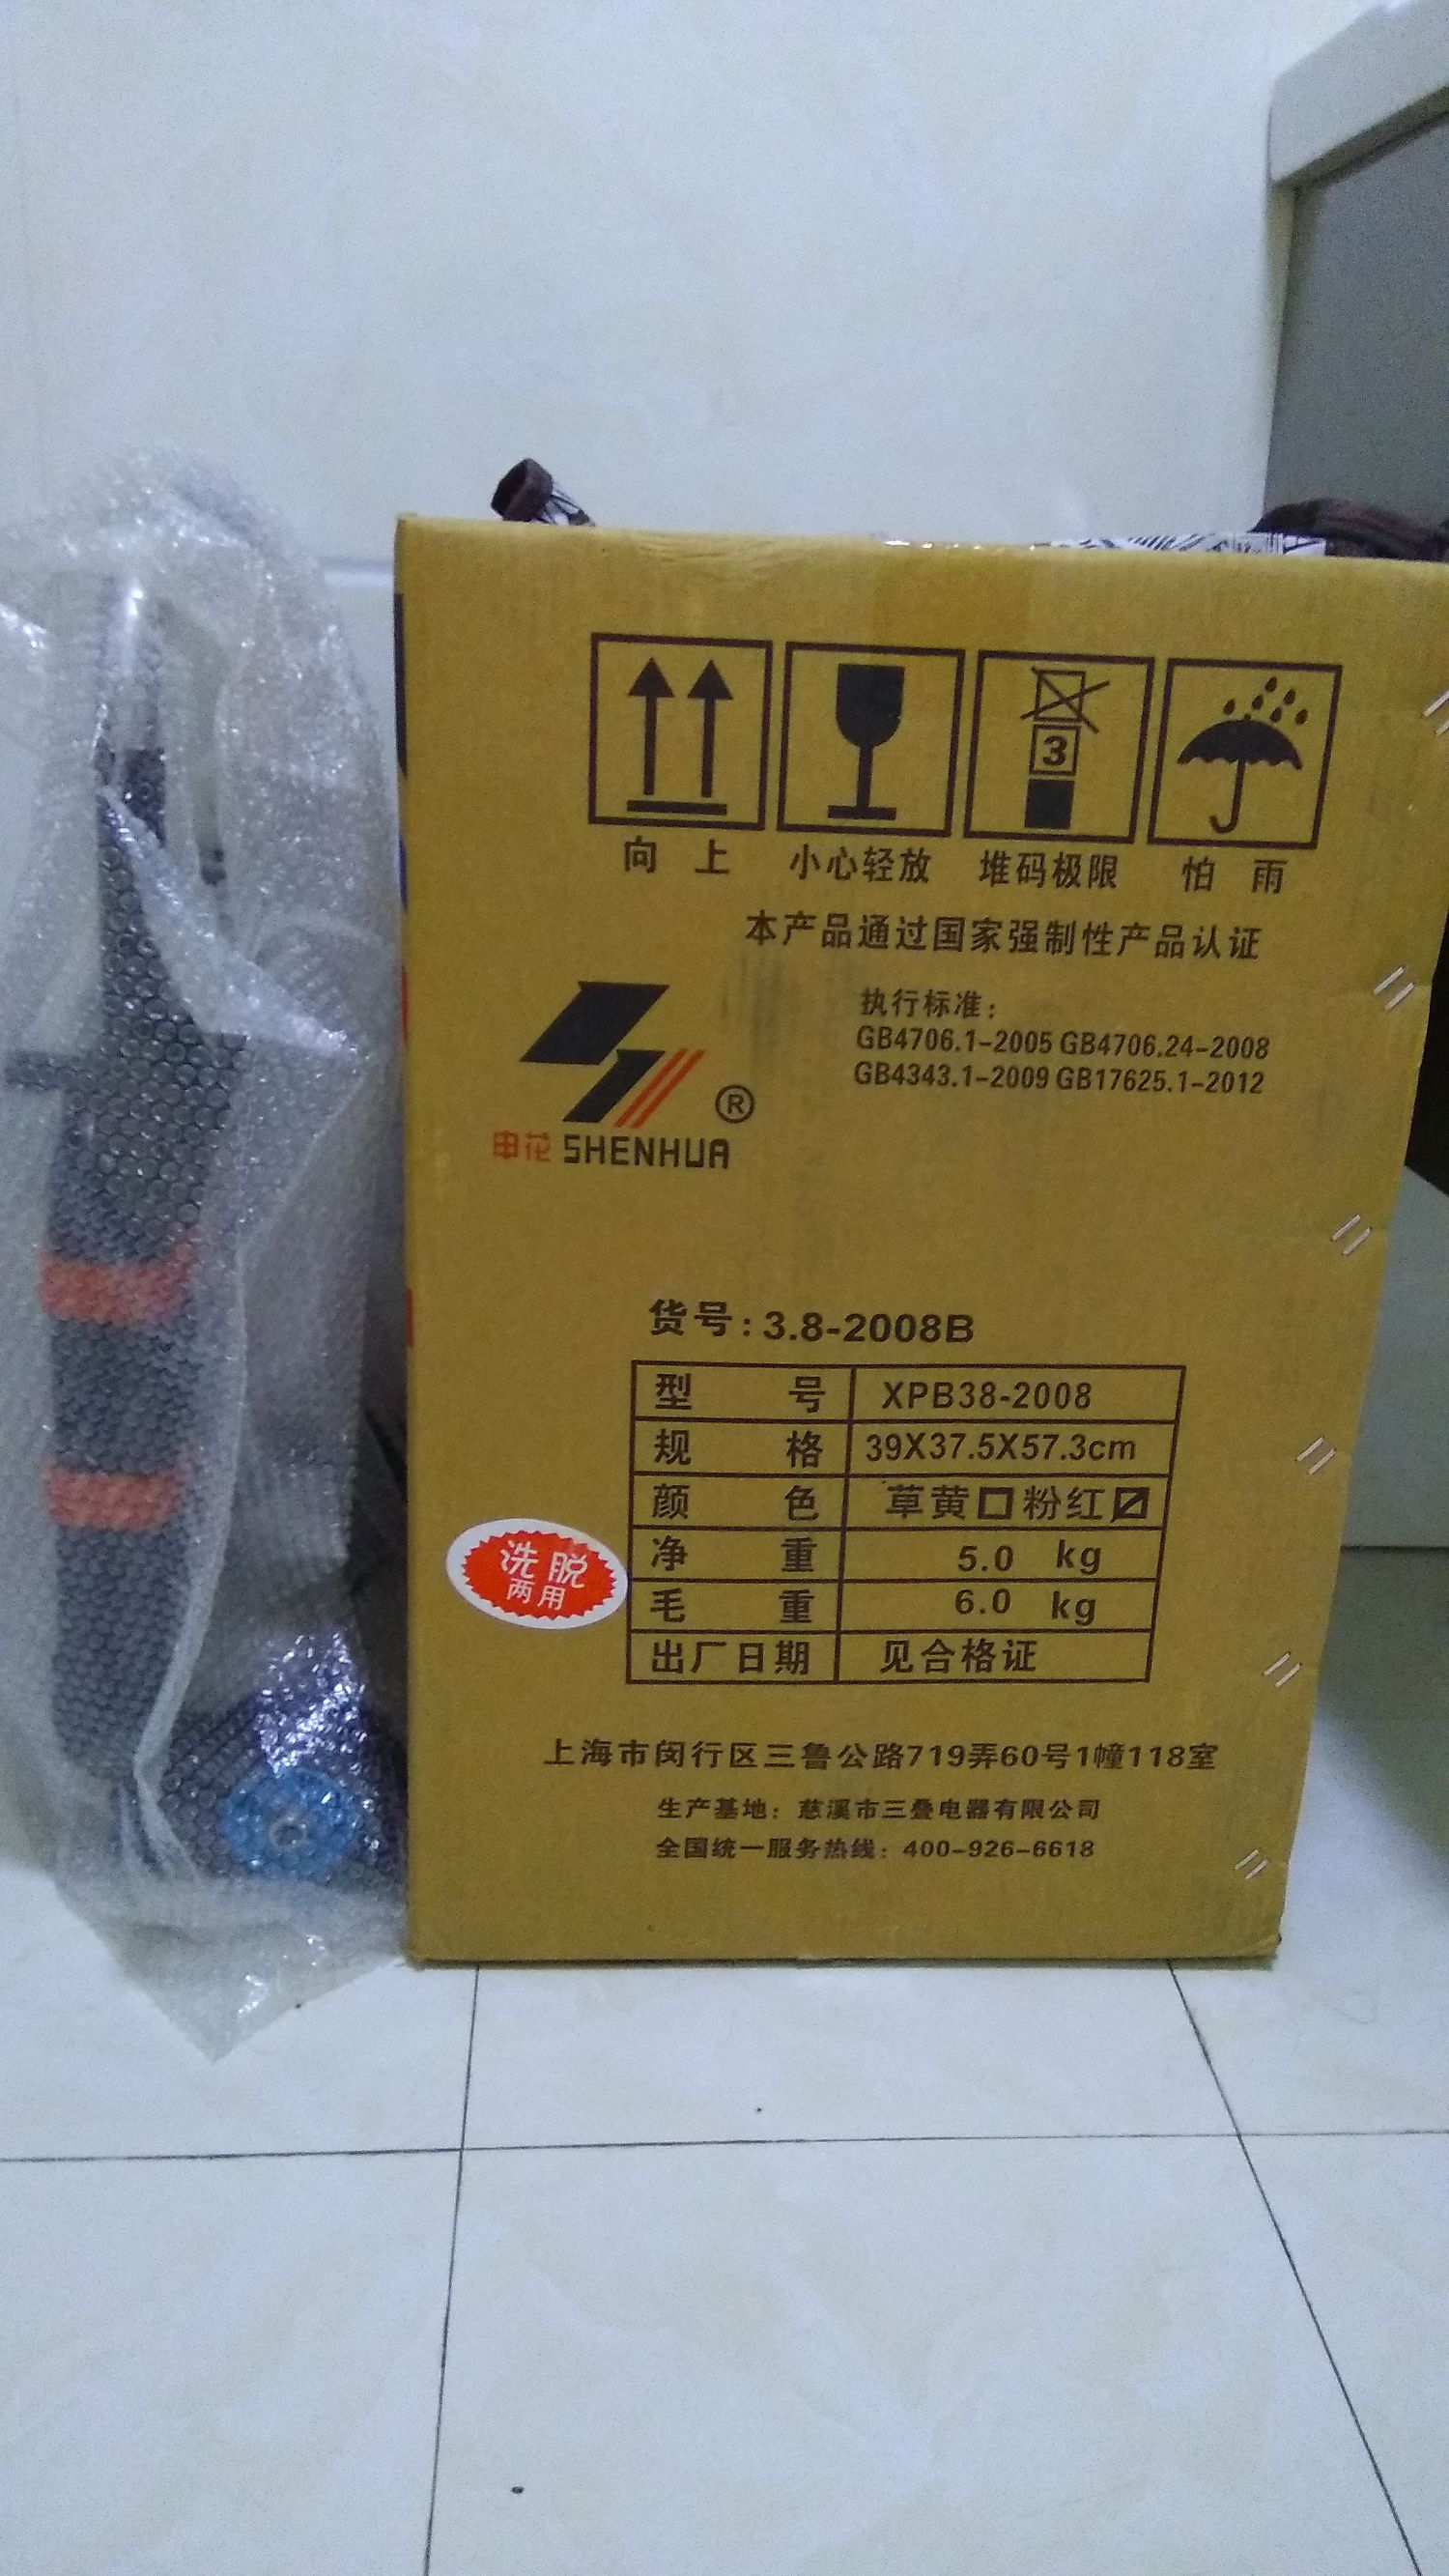 3
向 上
小心轻放
堆码极限
怕 雨
本产品通过国家强制性产品认证
执行标准:
GB4706.1-2005 GB4706.24-2008
GB4343.1-2009 GB17625.1-2012
®
申花 SHENHUA
货号:3.8-2008B
型 号 XPB38-2008
规 格 39X37.5X57.3cm
颜 色 草黄□ 粉红☑
净 重 5.0 kg
毛 重 6.0 kg
出厂日期 见合格证
洗脱
两用
上海市闵行区三鲁公路719弄60号1幢118室
生产基地:慈溪市三叠电器有限公司
全国统一服务热线:400-926-6618